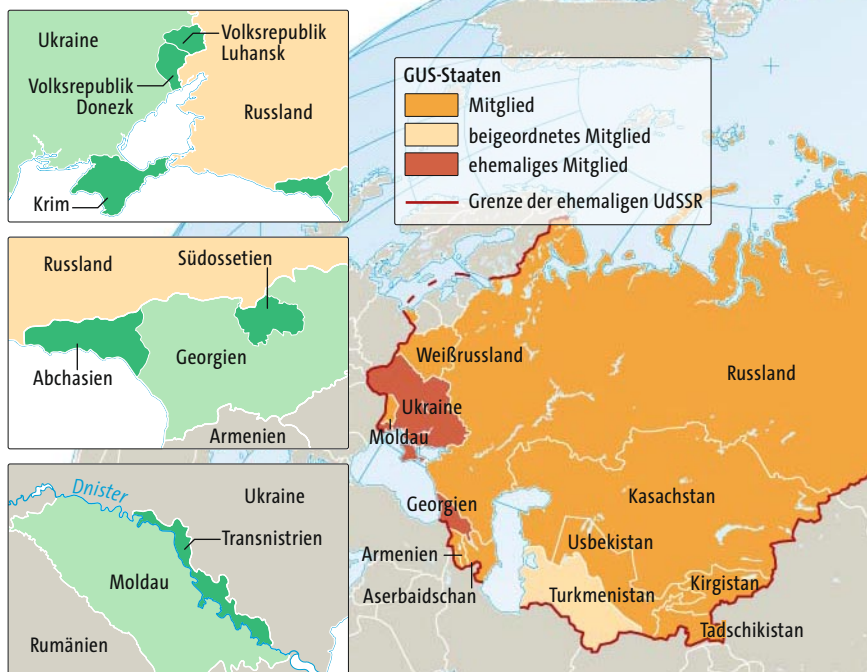 Ukraine
Volksrepublik
Luhansk
Volksrepublik
Donezk
Russland
Krim
Russland
Südossetien
Georgien
Abchasien
Armenien
Dnister
Ukraine
Transnistrien
Moldau
Rumänien
GUS-Staaten
Mitglied
beigeordnetes Mitglied
ehemaliges Mitglied
Grenze der ehemaligen UdSSR
Weißrussland
Russland
Ukraine
Moldau
Georgien
Kasachstan
Usbekistan
Armenien
Aserbaidschan
Turkmenistan
Kirgistan
Tadschikistan